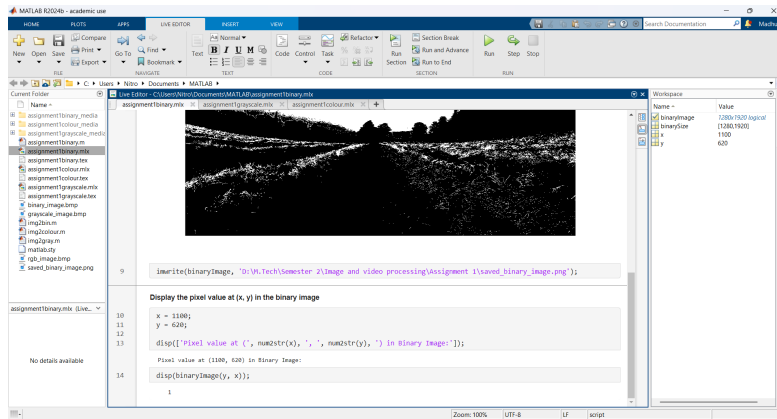 MATLAB R2024b - academic use
HOME PLOTS APPS LIVE EDITOR INSERT VIEW
Search Documentation
Madhu
New Open Save
Compare
Print
Export
Go To
Find
Bookmark
Text
Normal
B I U M
Code Control Task
Refactor
Run Section
Section Break
Run and Advance
Run to End
Run Step Stop
FILE NAVIGATE TEXT CODE SECTION RUN
C: Users Nitro Documents MATLAB
Current Folder
Name
assignment1binary_media
assignment1colour_media
assignment1grayscale_media
assignment1binary.m
assignment1binary.mlx
assignment1binary.tex
assignment1colour.mlx
assignment1colour.tex
assignment1grayscale.mlx
assignment1grayscale.tex
binary_image.bmp
grayscale_image.bmp
img2bin.m
img2colour.m
img2gray.m
matlab.sty
rgb_image.bmp
saved_binary_image.png
assignment1binary.mlx (Live...
No details available
Live Editor - C:\Users\Nitro\Documents\MATLAB\assignment1binary.mlx
assignment1binary.mlx assignment1grayscale.mlx assignment1colour.mlx
9 imwrite(binaryImage, 'D:\M.Tech\Semester 2\Image and video processing\Assignment 1\saved_binary_image.png');
Display the pixel value at (x, y) in the binary image
10 x = 1100;
11 y = 620;
12
13 disp(['Pixel value at (', num2str(x), ', ', num2str(y), ') in Binary Image:']);
Pixel value at (1100, 620) in Binary Image:
14 disp(binaryImage(y, x));
1
Workspace
Name Value
binaryImage 1280x1920 logical
binarySize [1280,1920]
x 1100
y 620
Zoom: 100% UTF-8 LF script